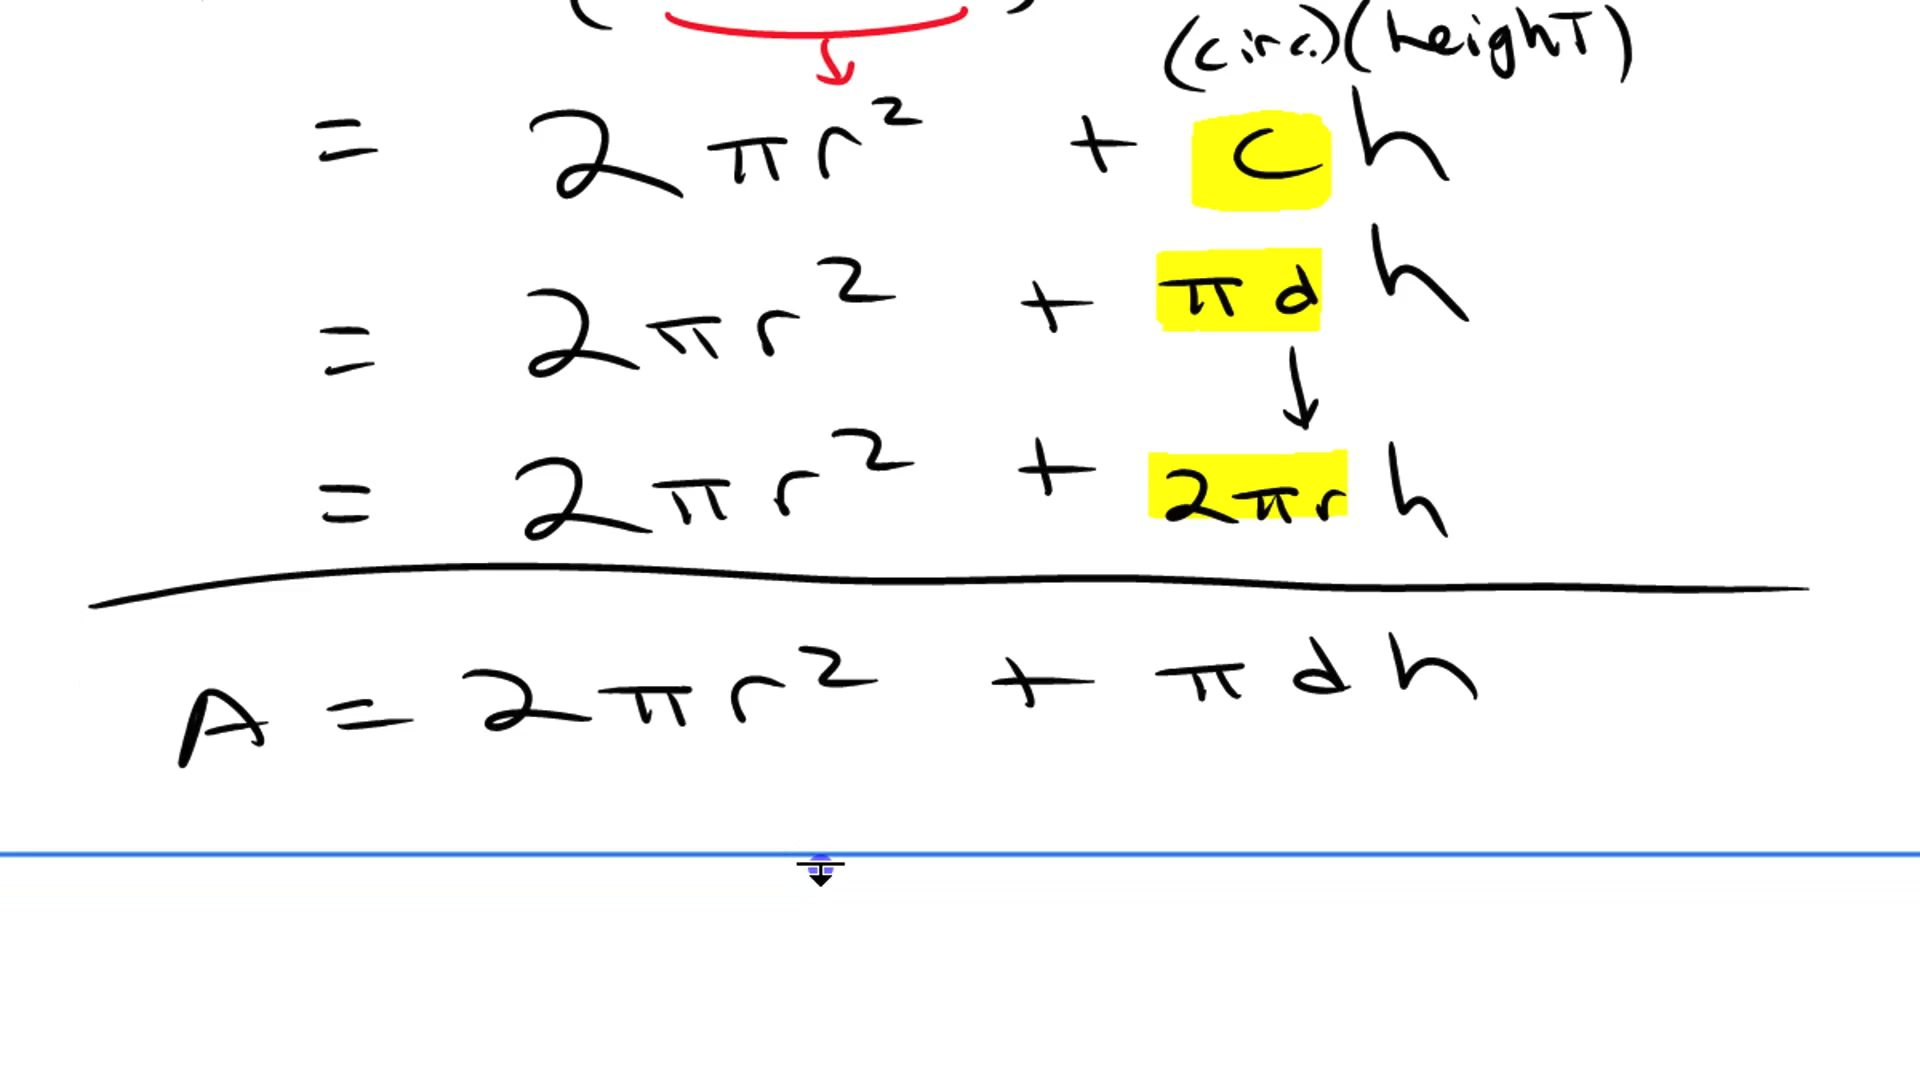 (circ.)(height)
= 2πr² + ch
= 2πr² + πdh
= 2πr² + 2πrh
A = 2πr² + πdh